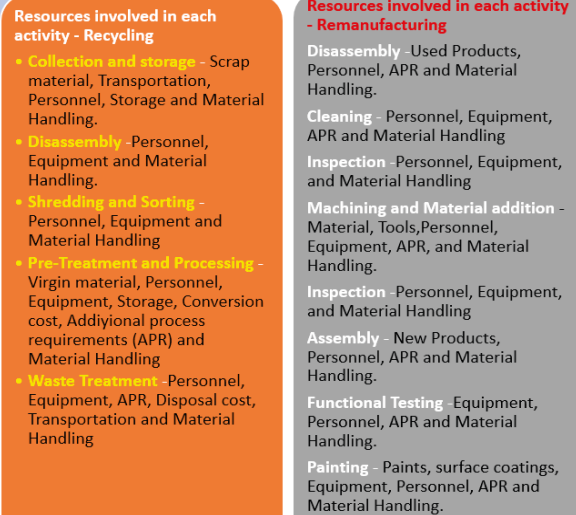 Resources involved in each
activity - Recycling
• Collection and storage - Scrap
material, Transportation,
Personnel, Storage and Material
Handling.
• Disassembly -Personnel,
Equipment and Material
Handling.
• Shredding and Sorting -
Personnel, Equipment and
Material Handling
• Pre-Treatment and Processing -
Virgin material, Personnel,
Equipment, Storage, Conversion
cost, Addiyional process
requirements (APR) and
Material Handling
• Waste Treatment -Personnel,
Equipment, APR, Disposal cost,
Transportation and Material
Handling
Resources involved in each activity
- Remanufacturing
Disassembly -Used Products,
Personnel, APR and Material
Handling.
Cleaning - Personnel, Equipment,
APR and Material Handling
Inspection -Personnel, Equipment,
and Material Handling
Machining and Material addition -
Material, Tools,Personnel,
Equipment, APR, and Material
Handling.
Inspection -Personnel, Equipment,
and Material Handling
Assembly - New Products,
Personnel, APR and Material
Handling.
Functional Testing -Equipment,
Personnel, APR and Material
Handling.
Painting - Paints, surface coatings,
Equipment, Personnel, APR and
Material Handling.